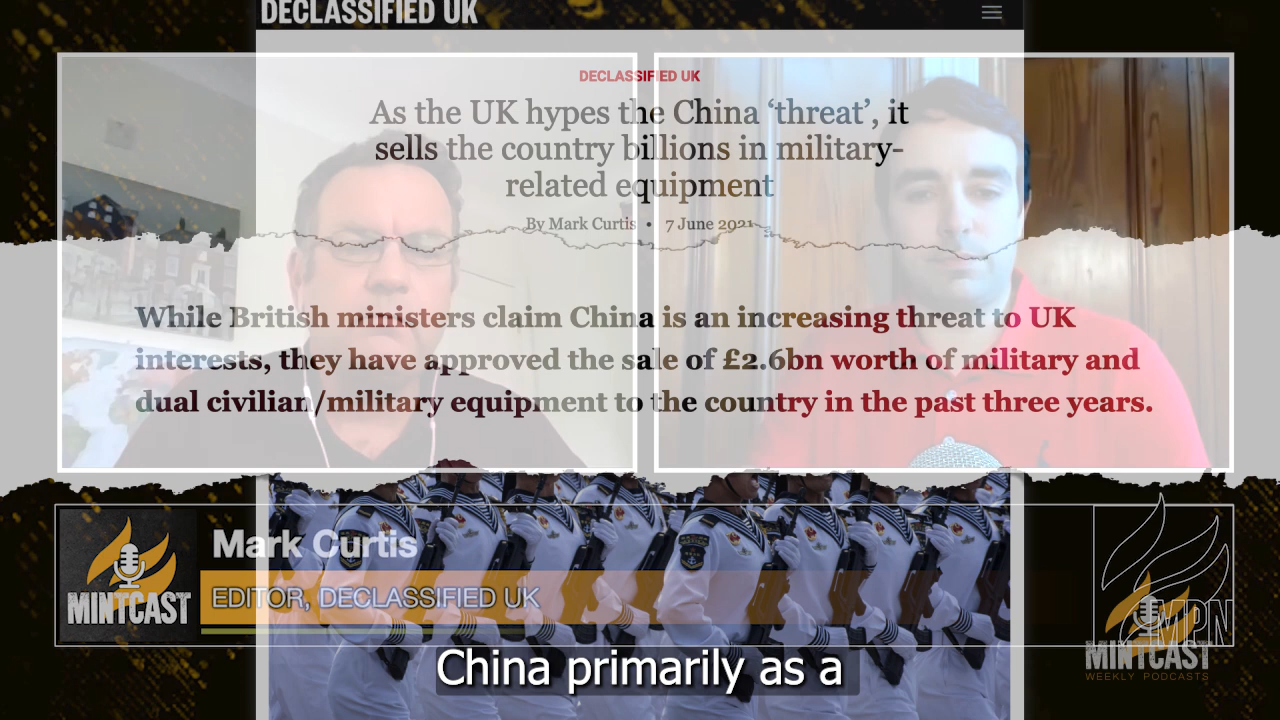 DECLASSIFIED UK
DECLASSIFIED UK
As the UK hypes the China ‘threat’, it
sells the country billions in military-
related equipment
By Mark Curtis • 7 June 2021
While British ministers claim China is an increasing threat to UK
interests, they have approved the sale of £2.6bn worth of military and
dual civilian/military equipment to the country in the past three years.
Mark Curtis
EDITOR, DECLASSIFIED UK
MINTCAST
MPN
MINTCAST
WEEKLY PODCASTS
China primarily as a